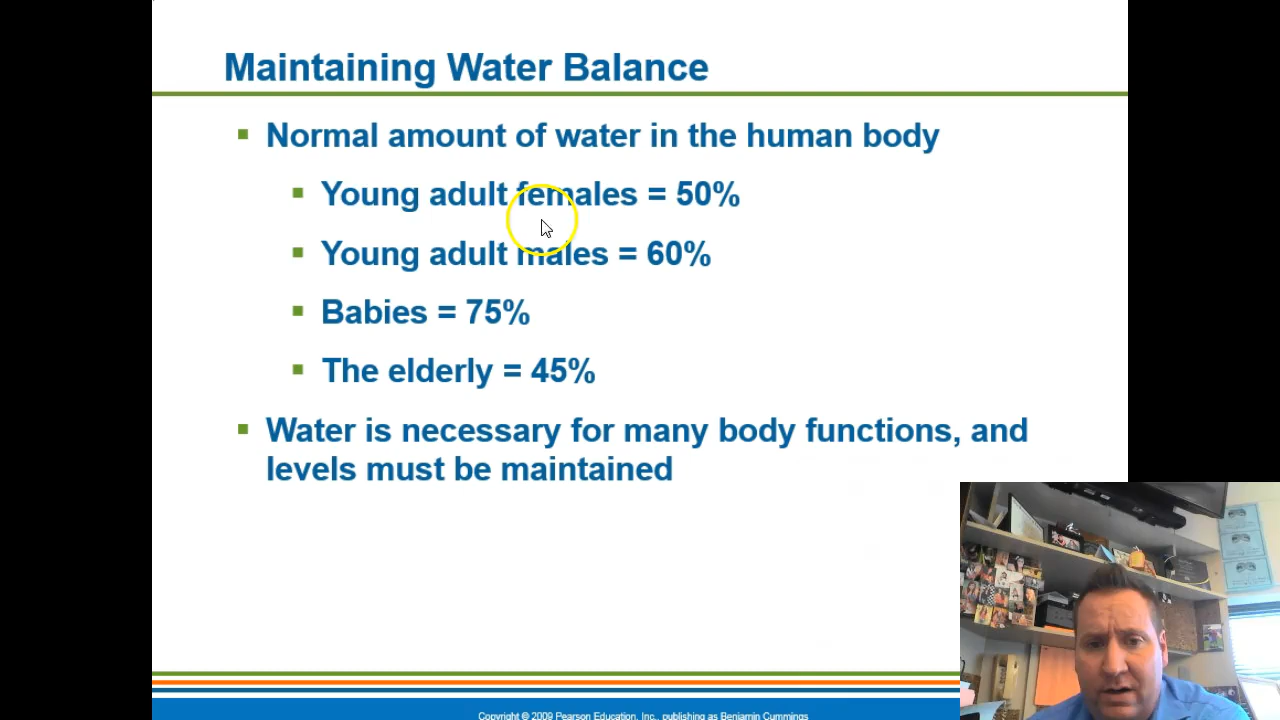 Maintaining Water Balance
Normal amount of water in the human body
Young adult females = 50%
Young adult males = 60%
Babies = 75%
The elderly = 45%
Water is necessary for many body functions, and
levels must be maintained
Copyright © 2009 Pearson Education, Inc., publishing as Benjamin Cummings